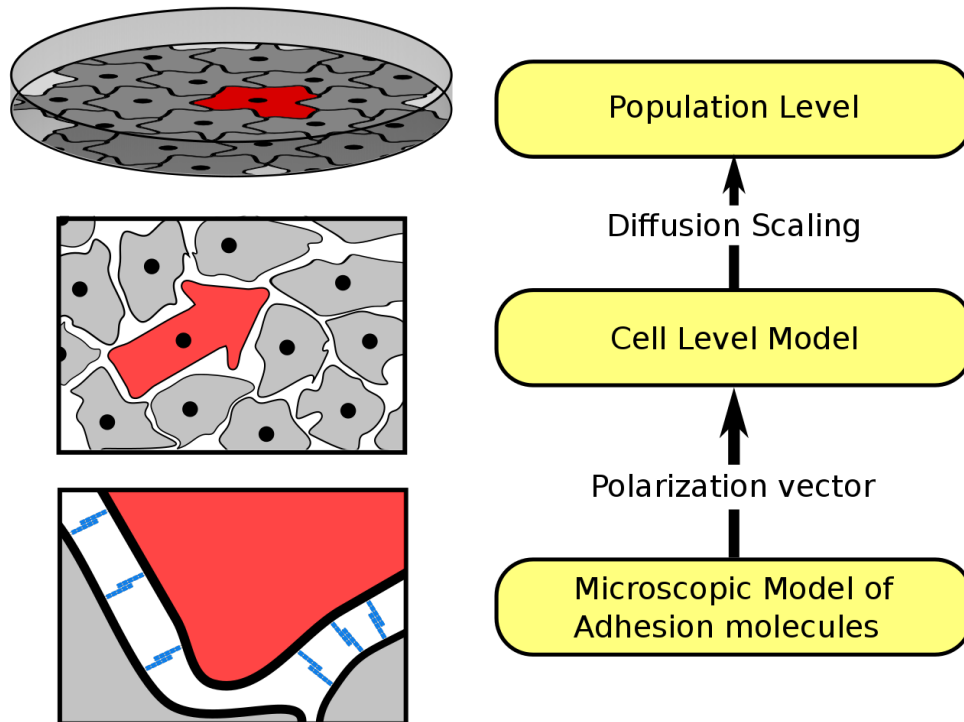 Population Level
Diffusion Scaling
Cell Level Model
Polarization vector
Microscopic Model of
Adhesion molecules